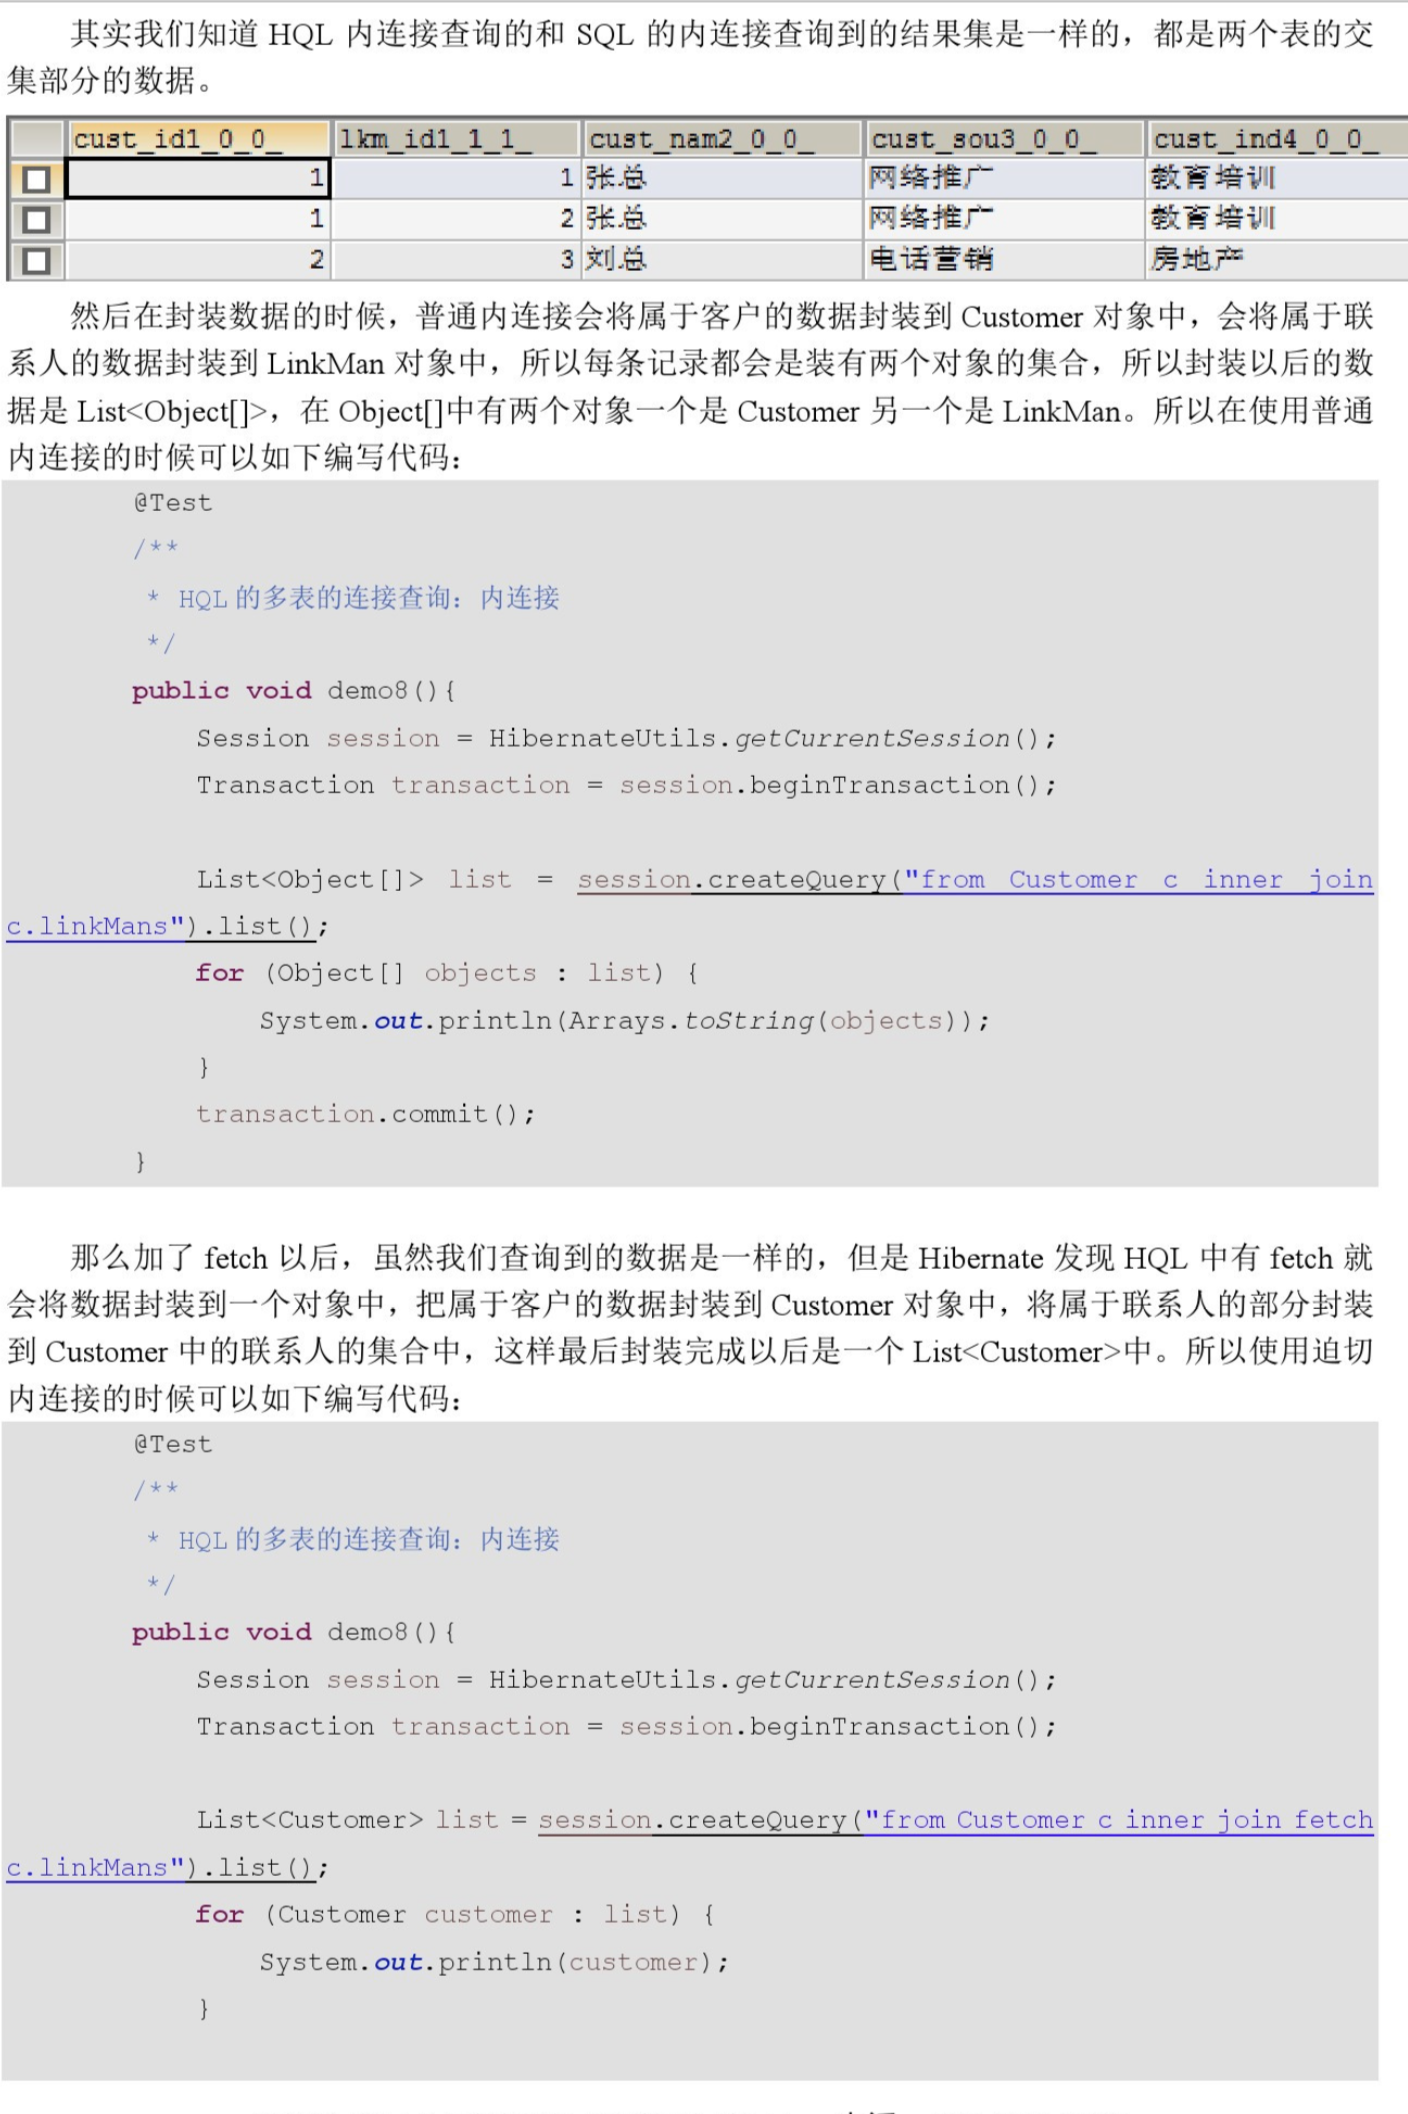 其实我们知道 HQL 内连接查询的和 SQL 的内连接查询到的结果集是一样的，都是两个表的交
集部分的数据。
cust_id1_0_0_ lkm_id1_1_1_ cust_nam2_0_0_ cust_sou3_0_0_ cust_ind4_0_0_
1 1 张总 网络推广 教育培训
1 2 张总 网络推广 教育培训
2 3 刘总 电话营销 房地产
然后在封装数据的时候，普通内连接会将属于客户的数据封装到 Customer 对象中，会将属于联
系人的数据封装到 LinkMan 对象中，所以每条记录都会是装有两个对象的集合，所以封装以后的数
据是 List<Object[]>，在 Object[]中有两个对象一个是 Customer 另一个是 LinkMan。所以在使用普通
内连接的时候可以如下编写代码：
@Test
/**
* HQL 的多表的连接查询：内连接
*/
public void demo8(){
Session session = HibernateUtils.getCurrentSession();
Transaction transaction = session.beginTransaction();
List<Object[]> list = session.createQuery("from Customer c inner join
c.linkMans").list();
for (Object[] objects : list) {
System.out.println(Arrays.toString(objects));
}
transaction.commit();
}
那么加了 fetch 以后，虽然我们查询到的数据是一样的，但是 Hibernate 发现 HQL 中有 fetch 就
会将数据封装到一个对象中，把属于客户的数据封装到 Customer 对象中，将属于联系人的部分封装
到 Customer 中的联系人的集合中，这样最后封装完成以后是一个 List<Customer>中。所以使用迫切
内连接的时候可以如下编写代码：
@Test
/**
* HQL 的多表的连接查询：内连接
*/
public void demo8(){
Session session = HibernateUtils.getCurrentSession();
Transaction transaction = session.beginTransaction();
List<Customer> list = session.createQuery("from Customer c inner join fetch
c.linkMans").list();
for (Customer customer : list) {
System.out.println(customer);
}